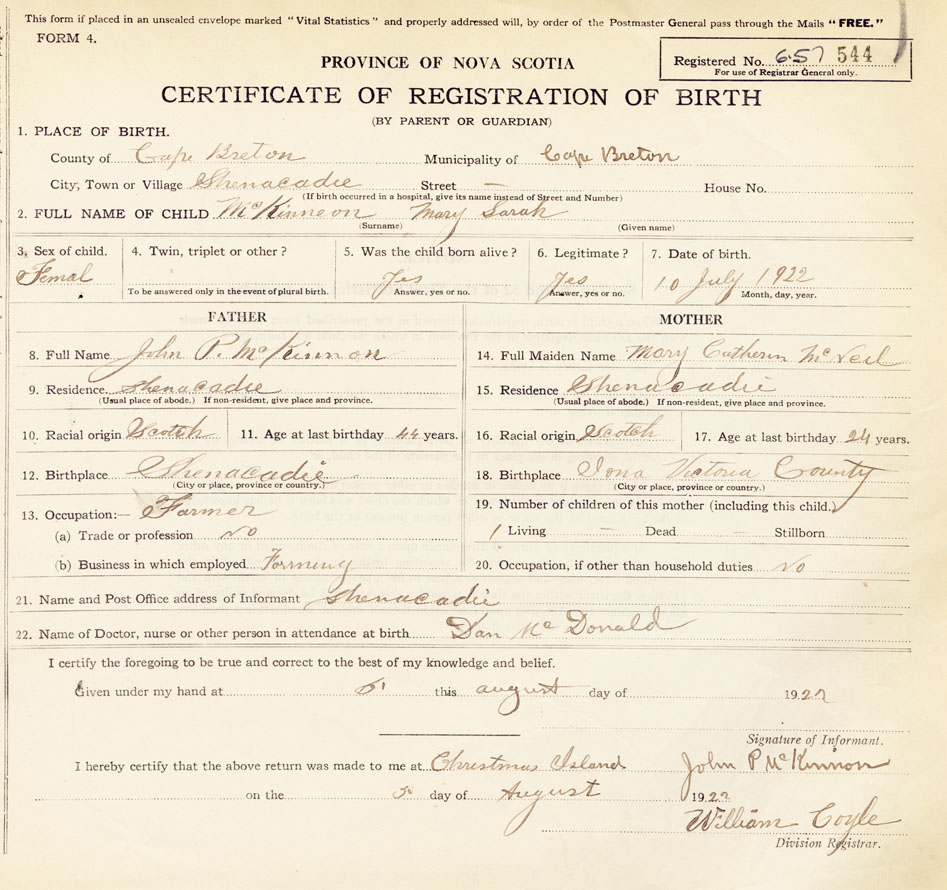 This form if placed in an unsealed envelope marked "Vital Statistics" and properly addressed will, by order of the Postmaster General pass through the Mails "FREE."
FORM 4.
Registered No. 657 544
For use of Registrar General only.
PROVINCE OF NOVA SCOTIA
CERTIFICATE OF REGISTRATION OF BIRTH
(BY PARENT OR GUARDIAN)
1. PLACE OF BIRTH.
County of Cape Breton Municipality of Cape Breton
City, Town or Village Shenacadie Street — House No.
(If birth occurred in a hospital, give its name instead of Street and Number)
2. FULL NAME OF CHILD McKinneon Mary Sarah
(Surname) (Given name)
3. Sex of child. 4. Twin, triplet or other? 5. Was the child born alive? 6. Legitimate? 7. Date of birth.
Femal Yes Yes 10 July 1922
To be answered only in the event of plural birth. Answer, yes or no. Answer, yes or no. Month, day, year.
FATHER MOTHER
8. Full Name John P. McKinnon 14. Full Maiden Name Mary Catherin McNeil
9. Residence. Shenacadie 15. Residence Shenacadie
(Usual place of abode.) If non-resident, give place and province. (Usual place of abode.) If non-resident, give place and province.
10. Racial origin Scotch 11. Age at last birthday 44 years. 16. Racial origin Scotch 17. Age at last birthday 24 years.
12. Birthplace Shenacadie 18. Birthplace Iona Victoria County
(City or place, province or country.) (City or place, province or country.)
13. Occupation:— Farmer 19. Number of children of this mother (including this child.)
(a) Trade or profession No 1 Living — Dead — Stillborn
(b) Business in which employed Forming 20. Occupation, if other than household duties No
21. Name and Post Office address of Informant Shenacadie
22. Name of Doctor, nurse or other person in attendance at birth Dan McDonald
I certify the foregoing to be true and correct to the best of my knowledge and belief.
Given under my hand at 5 this august day of 1922
Signature of Informant.
I hereby certify that the above return was made to me at Christmas Island John P McKinnon
on the 5 day of August 1922
William Coyle
Division Registrar.